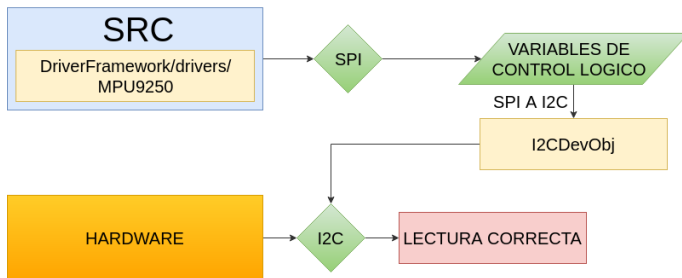 SRC
DriverFramework/drivers/
MPU9250
SPI
VARIABLES DE
CONTROL LOGICO
SPI A I2C
I2CDevObj
HARDWARE
I2C
LECTURA CORRECTA